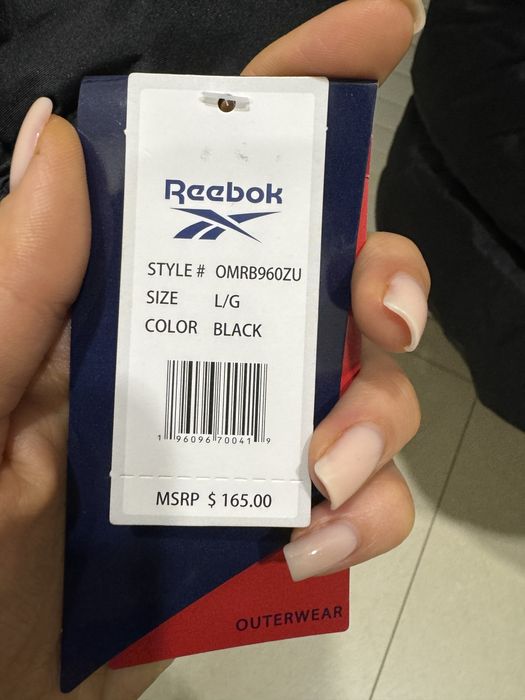 Reebok
STYLE # OMRB960ZU
SIZE L/G
COLOR BLACK
1 96096 70041 9
MSRP $ 165.00
OUTERWEAR